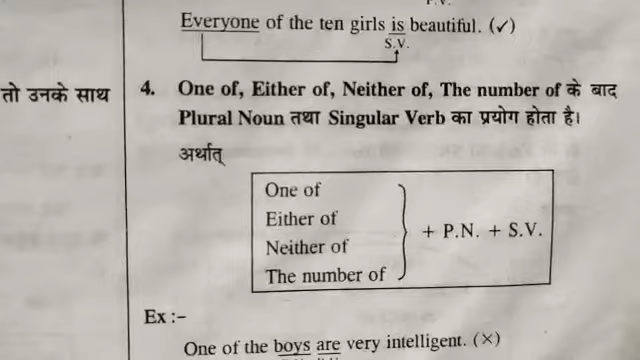 Everyone of the ten girls is beautiful. (✓)
S.V.
तो उनके साथ
4. One of, Either of, Neither of, The number of के बाद
Plural Noun तथा Singular Verb का प्रयोग होता है।
अर्थात्
One of
Either of
Neither of
The number of
+ P.N. + S.V.
Ex :–
One of the boys are very intelligent. (×)